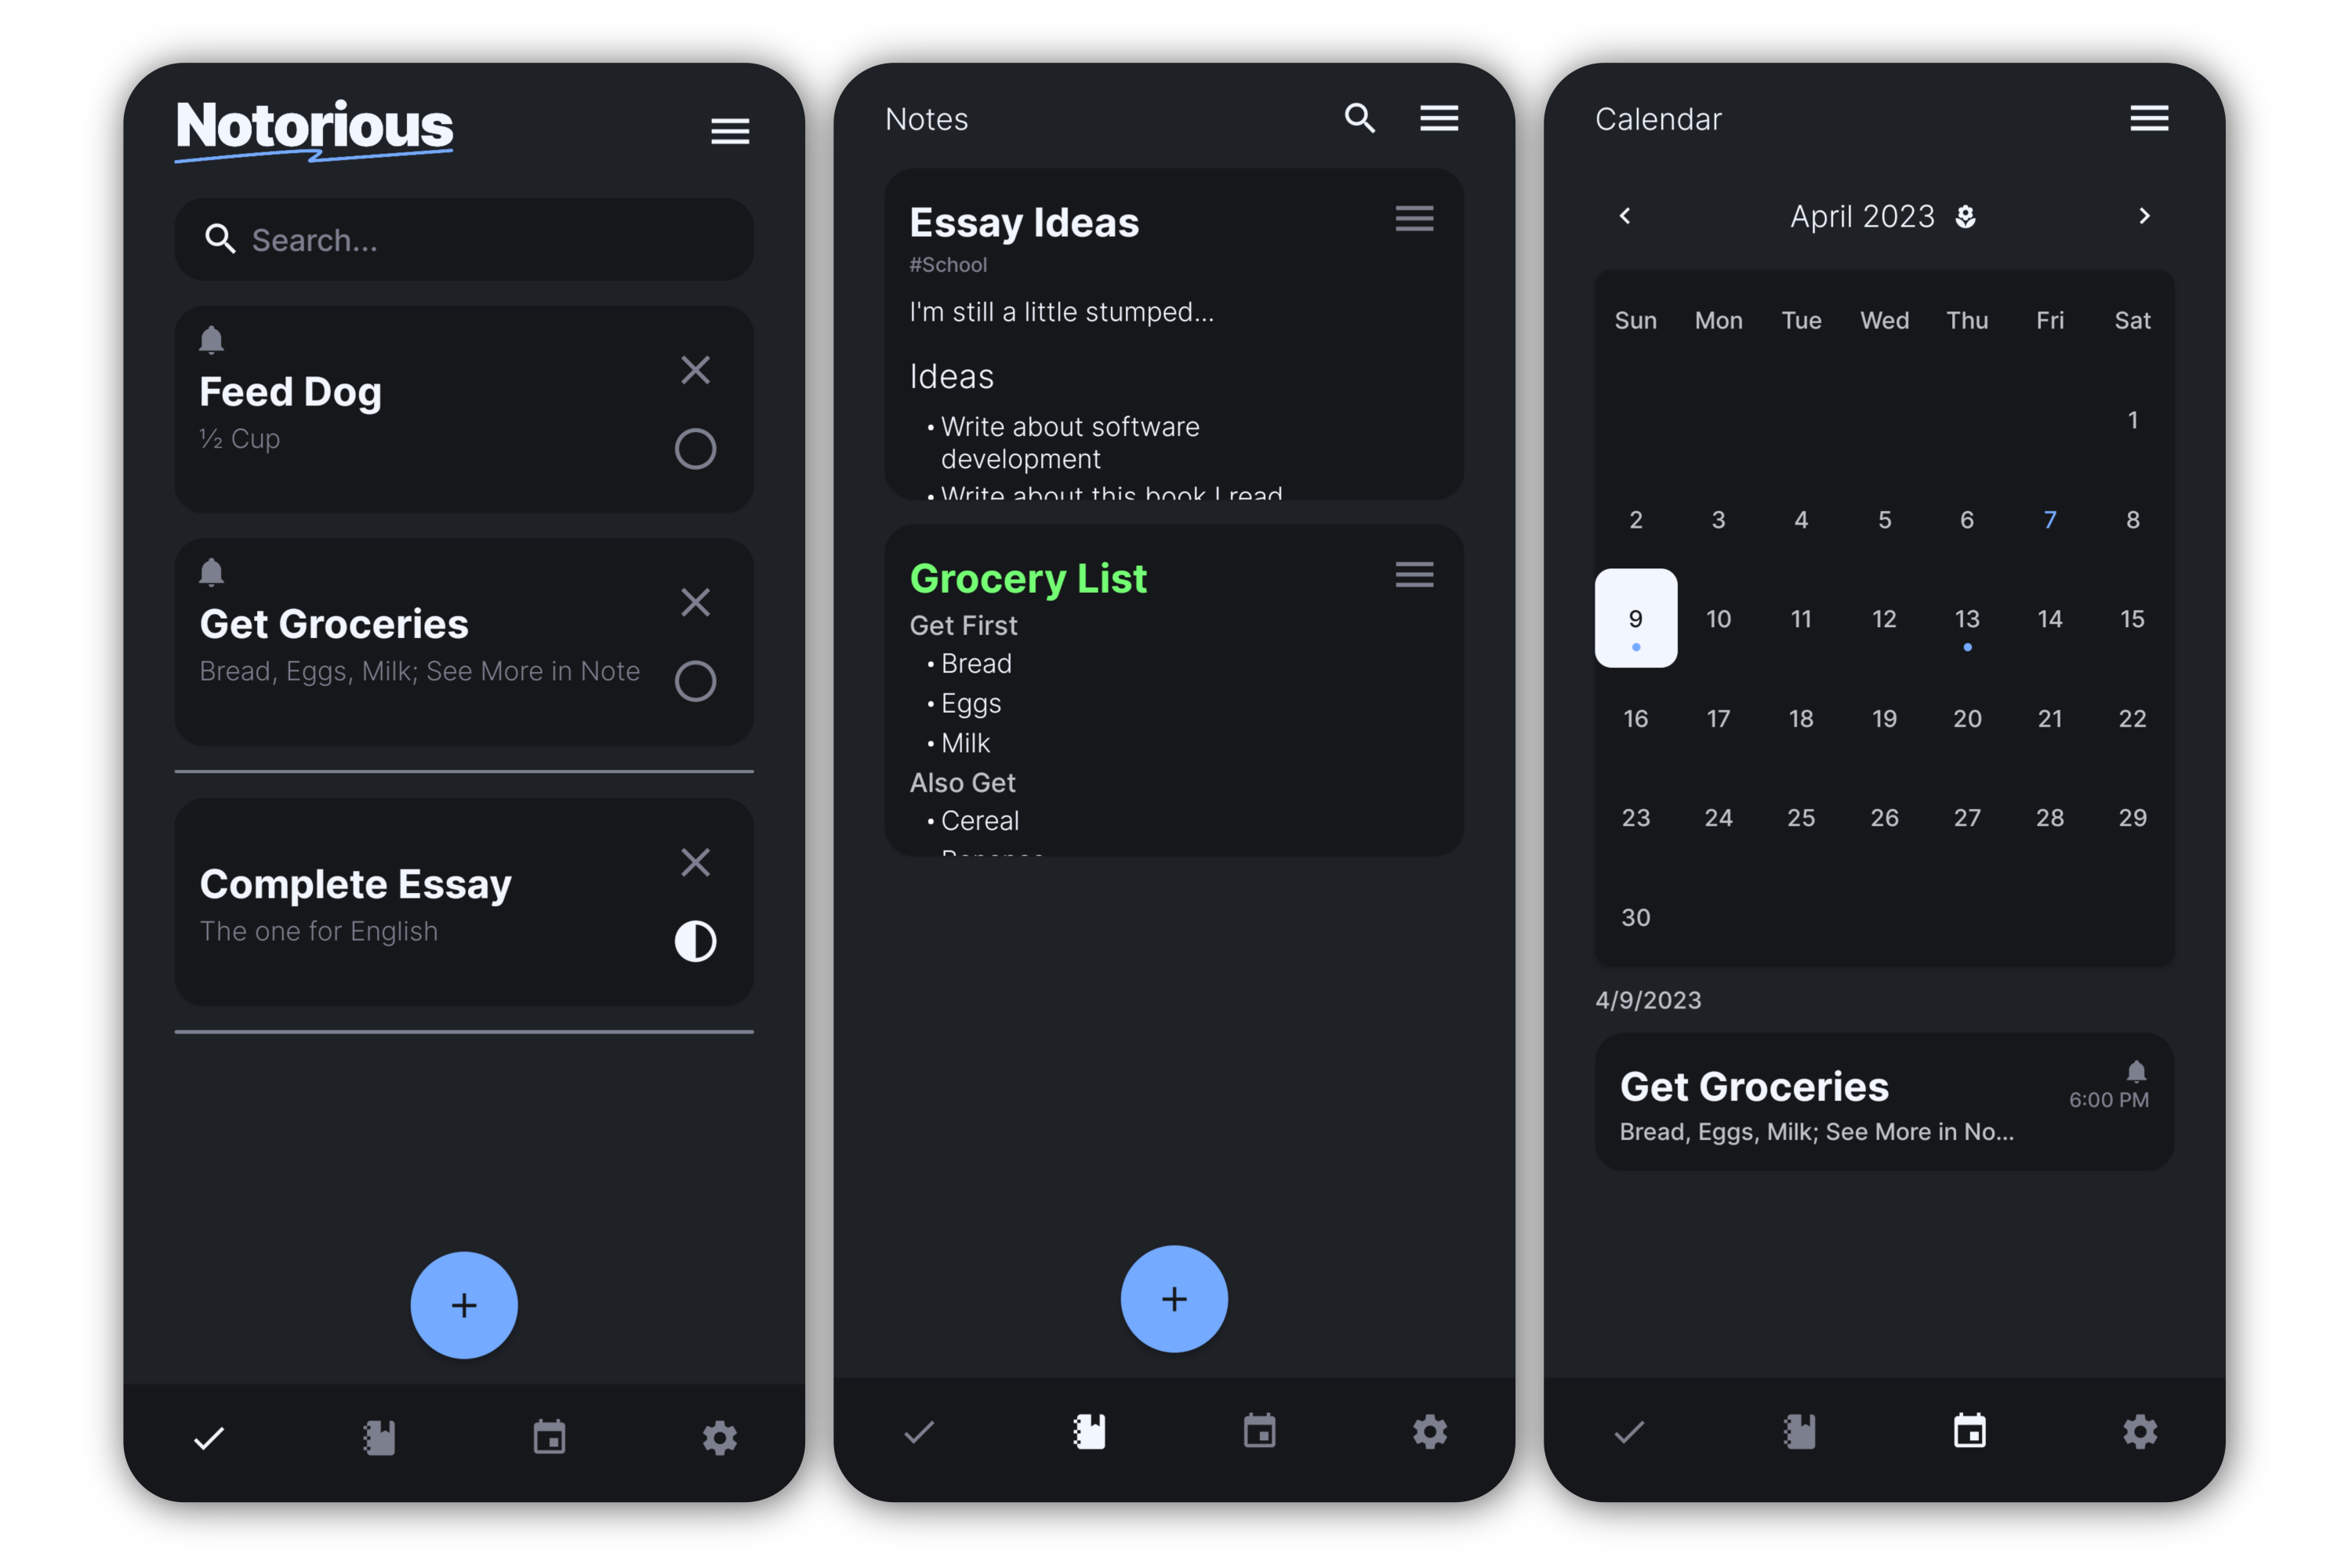 Notorious
Search...
Feed Dog
½ Cup
Get Groceries
Bread, Eggs, Milk; See More in Note
Complete Essay
The one for English
Notes
Essay Ideas
#School
I'm still a little stumped...
Ideas
• Write about software
development
• Write about this book I read
Grocery List
Get First
• Bread
• Eggs
• Milk
Also Get
• Cereal
Calendar
April 2023
Sun Mon Tue Wed Thu Fri Sat
1
2 3 4 5 6 7 8
9 10 11 12 13 14 15
16 17 18 19 20 21 22
23 24 25 26 27 28 29
30
4/9/2023
Get Groceries
6:00 PM
Bread, Eggs, Milk; See More in No...